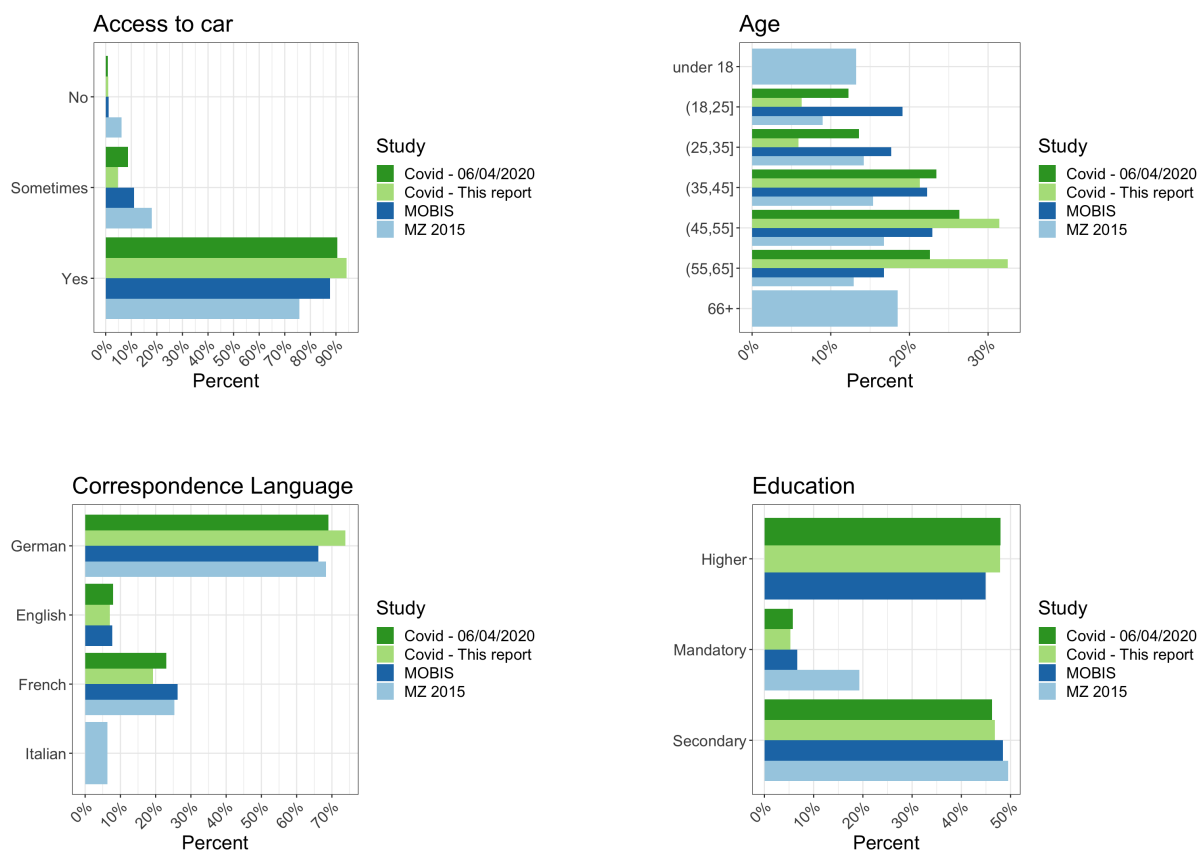 Access to car
No
Sometimes
Yes
0% 10% 20% 30% 40% 50% 60% 70% 80% 90%
Percent
Study
Covid - 06/04/2020
Covid - This report
MOBIS
MZ 2015
Age
under 18
(18,25]
(25,35]
(35,45]
(45,55]
(55,65]
66+
0% 10% 20% 30%
Percent
Study
Covid - 06/04/2020
Covid - This report
MOBIS
MZ 2015
Correspondence Language
German
English
French
Italian
0% 10% 20% 30% 40% 50% 60% 70%
Percent
Study
Covid - 06/04/2020
Covid - This report
MOBIS
MZ 2015
Education
Higher
Mandatory
Secondary
0% 10% 20% 30% 40% 50%
Percent
Study
Covid - 06/04/2020
Covid - This report
MOBIS
MZ 2015